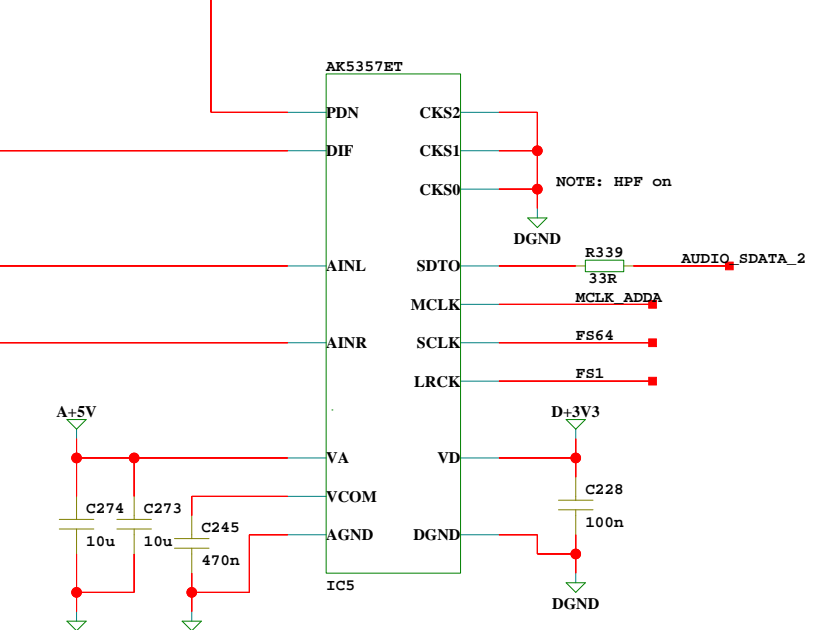 AK5357ET
PDN
CKS2
DIF
CKS1
CKS0
NOTE: HPF on
DGND
R339
AUDIO_SDATA_2
AINL
SDTO
33R
MCLK_ADDA
MCLK
FS64
AINR
SCLK
FS1
LRCK
A+5V
D+3V3
VA
VD
C228
VCOM
C274
C273
100n
C245
AGND
DGND
10u
10u
470n
IC5
DGND